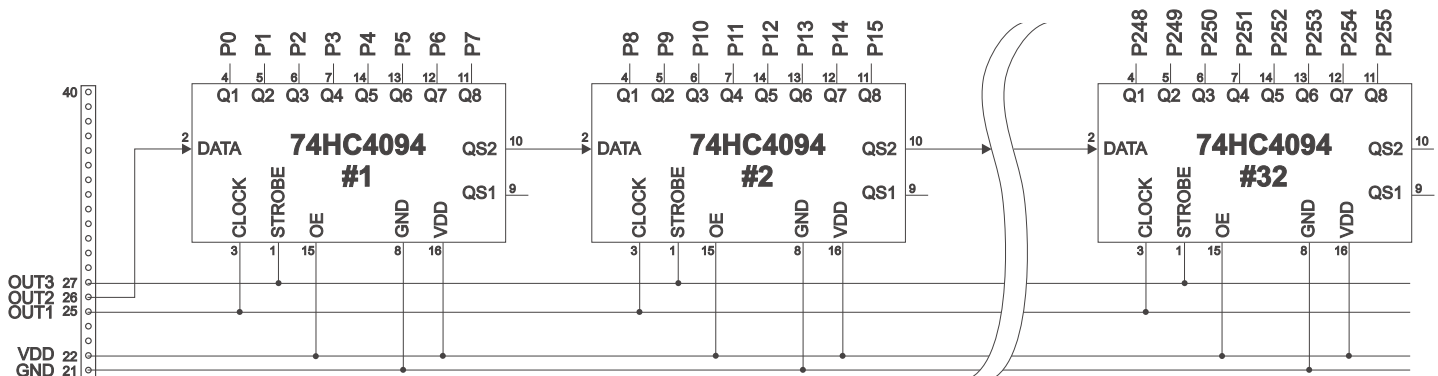 P0 P1 P2 P3 P4 P5 P6 P7
P8 P9 P10 P11 P12 P13 P14 P15
P248 P249 P250 P251 P252 P253 P254 P255
4 5 6 7 14 13 12 11
Q1 Q2 Q3 Q4 Q5 Q6 Q7 Q8
2 DATA
74HC4094
#1
QS2 10
QS1 9
CLOCK STROBE OE GND VDD
3 1 15 8 16
4 5 6 7 14 13 12 11
Q1 Q2 Q3 Q4 Q5 Q6 Q7 Q8
2 DATA
74HC4094
#2
QS2 10
QS1 9
CLOCK STROBE OE GND VDD
3 1 15 8 16
4 5 6 7 14 13 12 11
Q1 Q2 Q3 Q4 Q5 Q6 Q7 Q8
2 DATA
74HC4094
#32
QS2 10
QS1 9
CLOCK STROBE OE GND VDD
3 1 15 8 16
40
OUT3 27
OUT2 26
OUT1 25
VDD 22
GND 21